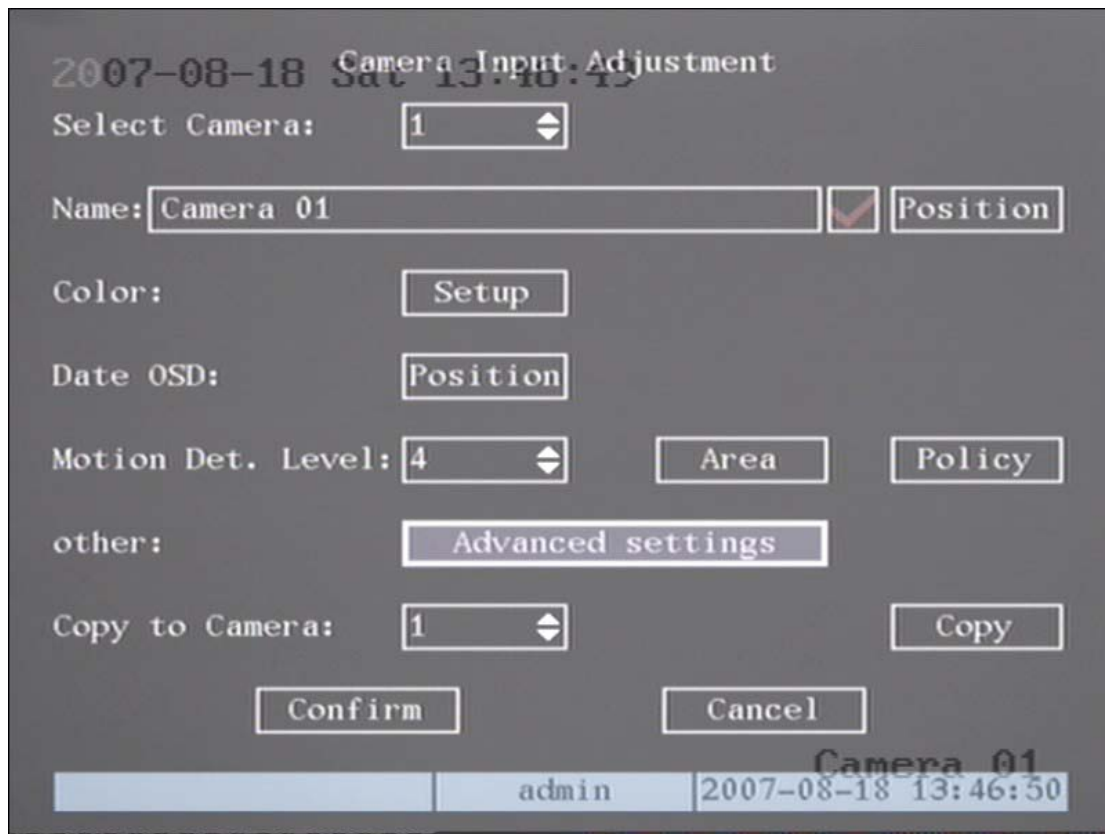 Camera Input Adjustment
2007-08-18 Sat 13:46:49
Select Camera: 1
Name: Camera 01 Position
Color: Setup
Date OSD: Position
Motion Det. Level: 4 Area Policy
other: Advanced settings
Copy to Camera: 1 Copy
Confirm Cancel
Camera 01
admin 2007-08-18 13:46:50